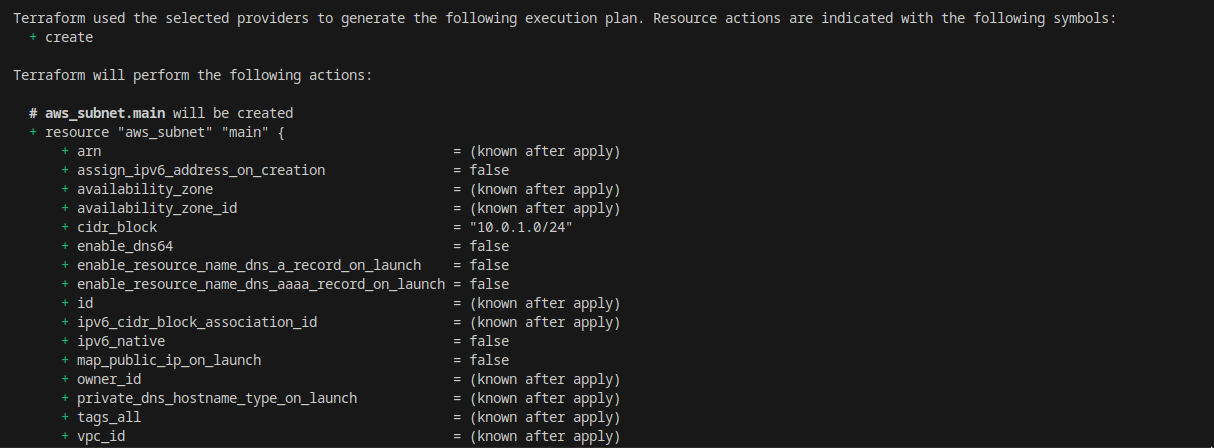 Terraform used the selected providers to generate the following execution plan. Resource actions are indicated with the following symbols:
  + create

Terraform will perform the following actions:

  # aws_subnet.main will be created
  + resource "aws_subnet" "main" {
      + arn                                            = (known after apply)
      + assign_ipv6_address_on_creation                = false
      + availability_zone                              = (known after apply)
      + availability_zone_id                           = (known after apply)
      + cidr_block                                     = "10.0.1.0/24"
      + enable_dns64                                   = false
      + enable_resource_name_dns_a_record_on_launch    = false
      + enable_resource_name_dns_aaaa_record_on_launch = false
      + id                                             = (known after apply)
      + ipv6_cidr_block_association_id                 = (known after apply)
      + ipv6_native                                    = false
      + map_public_ip_on_launch                        = false
      + owner_id                                       = (known after apply)
      + private_dns_hostname_type_on_launch            = (known after apply)
      + tags_all                                       = (known after apply)
      + vpc_id                                         = (known after apply)